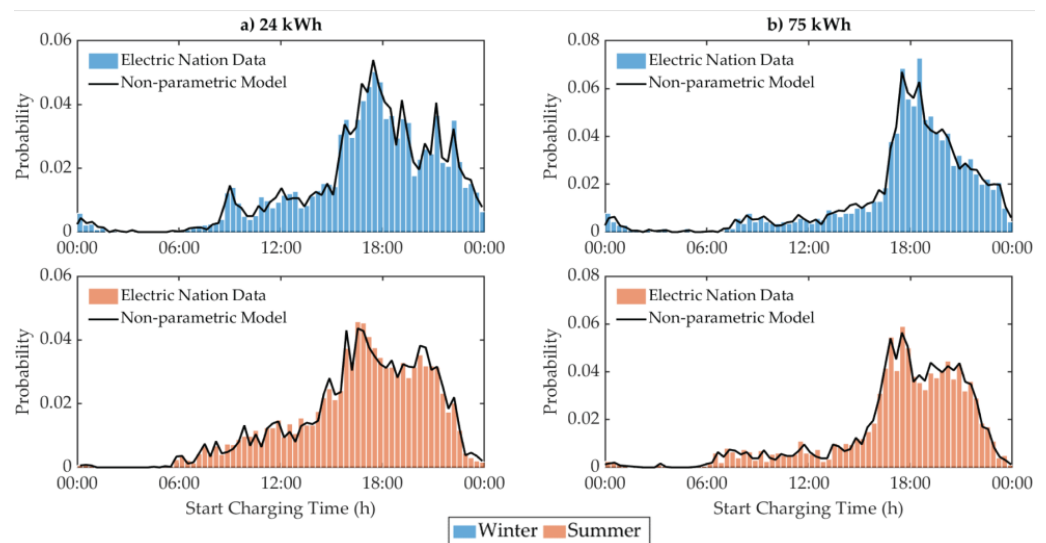 a) 24 kWh
0.06
0.04
0.02
0
Probability
Electric Nation Data
Non-parametric Model
00:00
06:00
12:00
18:00
00:00
b) 75 kWh
0.08
0.06
0.04
0.02
0
Probability
Electric Nation Data
Non-parametric Model
00:00
06:00
12:00
18:00
00:00
0.06
0.04
0.02
0
Probability
Electric Nation Data
Non-parametric Model
00:00
06:00
12:00
18:00
00:00
Start Charging Time (h)
0.08
0.06
0.04
0.02
0
Probability
Electric Nation Data
Non-parametric Model
00:00
06:00
12:00
18:00
00:00
Start Charging Time (h)
Winter
Summer